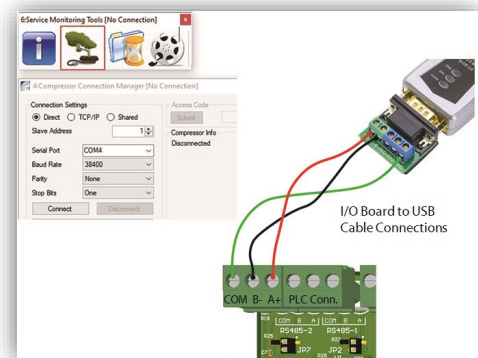 6:Service Monitoring Tools [No Connection]
x
4:Compressor Connection Manager [No Connection]
Connection Settings
Direct
TCP/IP
Shared
Slave Address
1
Serial Port
COM4
Baud Rate
38400
Parity
None
Stop Bits
One
Connect
Disconnect
Access Code
Submit
Compressor Info
Disconnected
I/O Board to USB
Cable Connections
COM B- A+ PLC Conn.
COM B A
COM B A
RS485-2
RS485-1
JP7
JP2